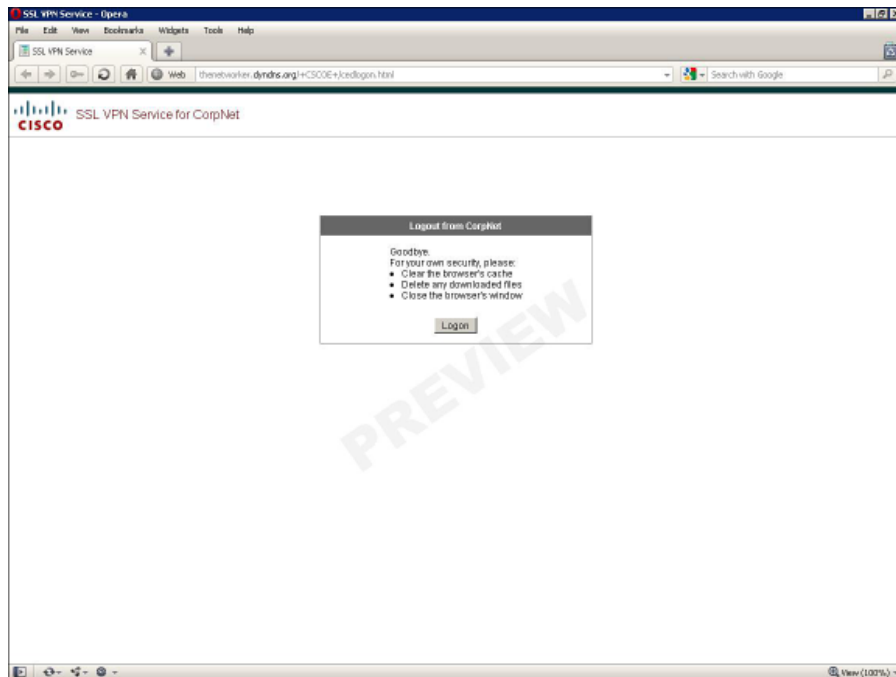 SSL VPN Service - Opera
File Edit View Bookmarks Widgets Tools Help
SSL VPN Service
Web thenetworker.dyndns.org/+CSCOE+/cedlogon.html Search with Google
CISCO SSL VPN Service for CorpNet
Logout from CorpNet
Goodbye.
For your own security, please:
• Clear the browser's cache
• Delete any downloaded files
• Close the browser's window
Logon
PREVIEW
View (100%)